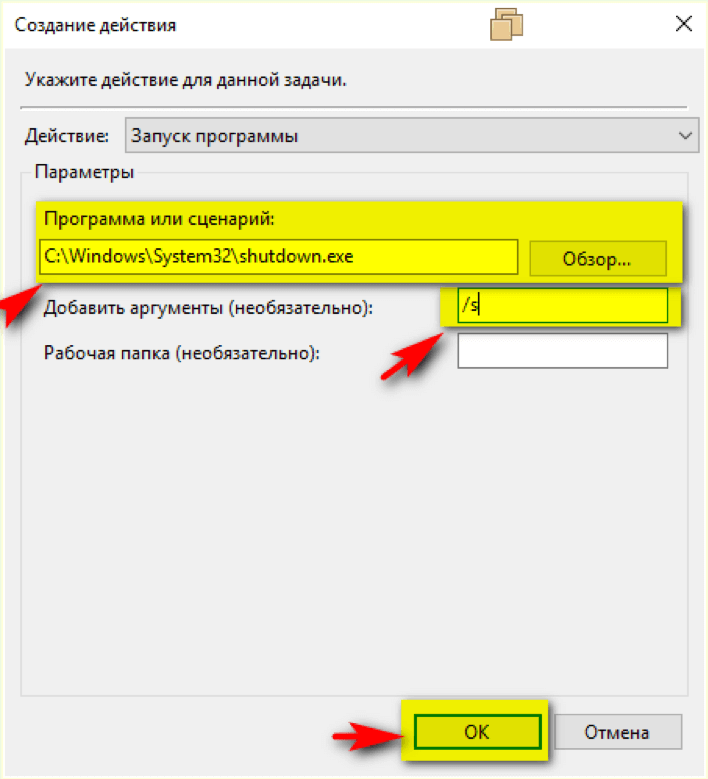 Создание действия
Укажите действие для данной задачи.
Действие: Запуск программы
Параметры
Программа или сценарий:
C:\Windows\System32\shutdown.exe Обзор...
Добавить аргументы (необязательно): /s
Рабочая папка (необязательно):
OK Отмена